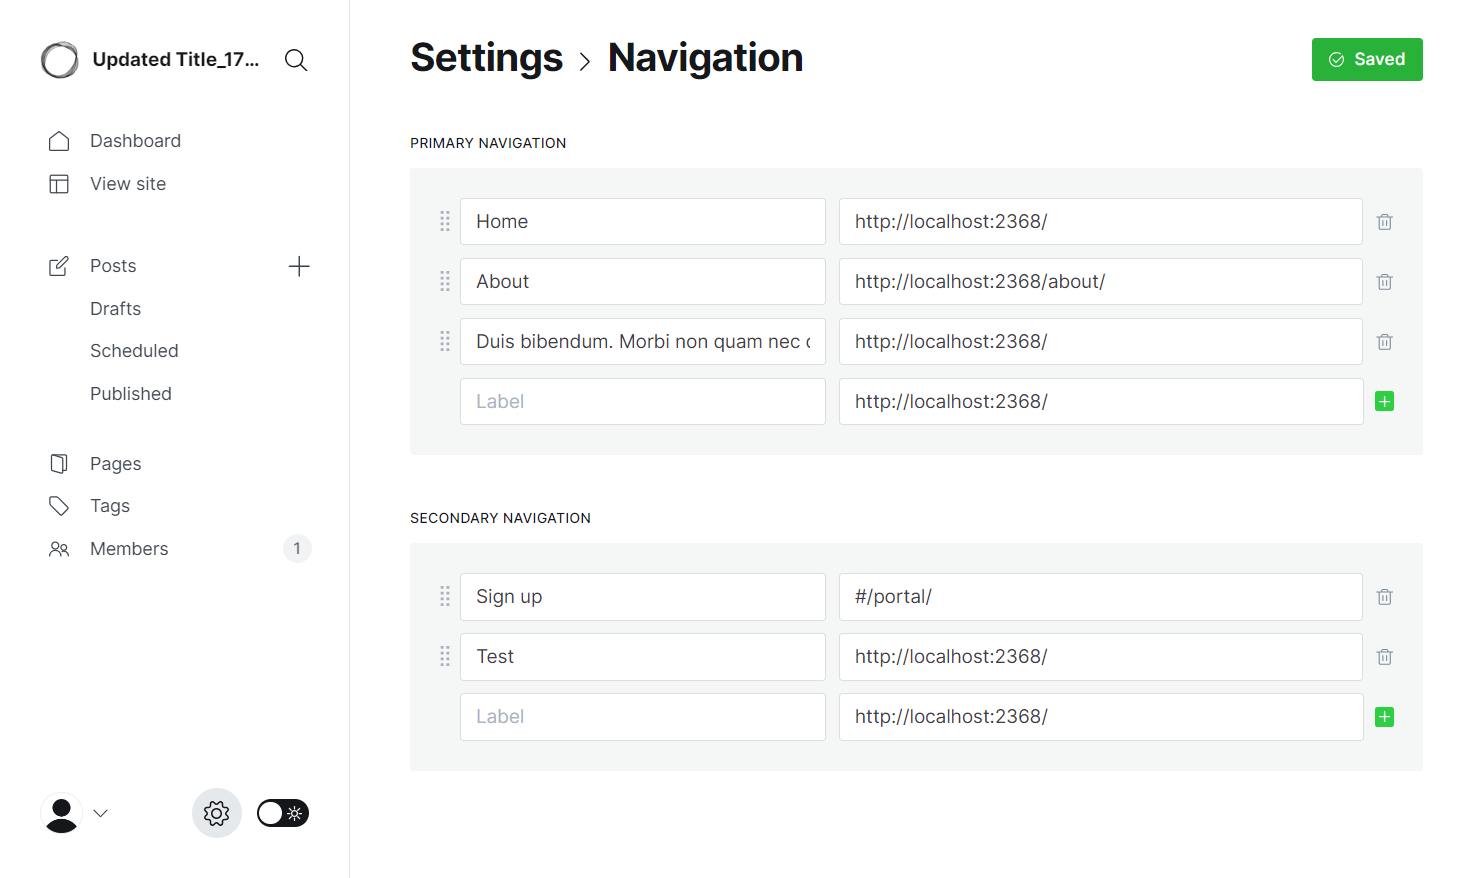 Updated Title_17...
Dashboard
View site
Posts
Drafts
Scheduled
Published
Pages
Tags
Members
1
Settings › Navigation
Saved
PRIMARY NAVIGATION
Home
http://localhost:2368/
About
http://localhost:2368/about/
Duis bibendum. Morbi non quam nec
http://localhost:2368/
Label
http://localhost:2368/
SECONDARY NAVIGATION
Sign up
#/portal/
Test
http://localhost:2368/
Label
http://localhost:2368/